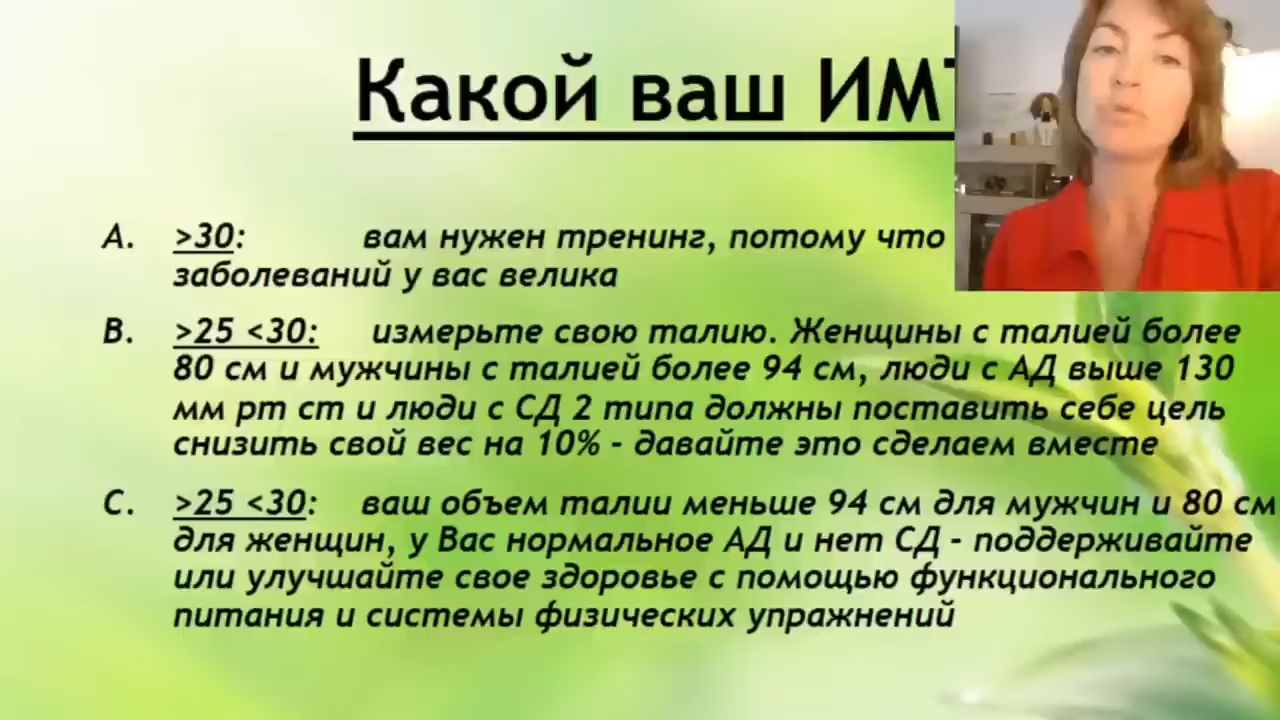 Какой ваш ИМТ
A. >30: вам нужен тренинг, потому что
заболеваний у вас велика
B. >25 <30: измерьте свою талию. Женщины с талией более
80 см и мужчины с талией более 94 см, люди с АД выше 130
мм рт ст и люди с СД 2 типа должны поставить себе цель
снизить свой вес на 10% - давайте это сделаем вместе
C. >25 <30: ваш объем талии меньше 94 см для мужчин и 80 см
для женщин, у Вас нормальное АД и нет СД - поддерживайте
или улучшайте свое здоровье с помощью функционального
питания и системы физических упражнений